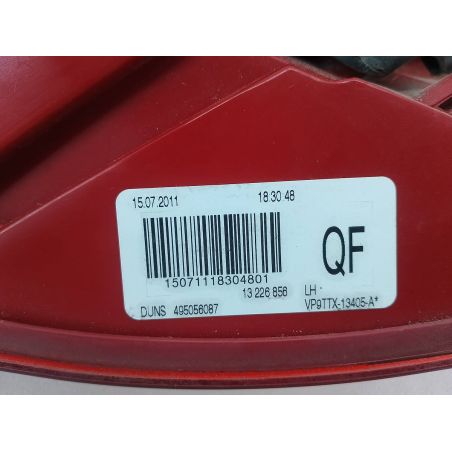 15.07.2011 18:30:48
QF
15071118304801
13 226 856 LH
DUNS 495056087 VP9TTX-13405-A*